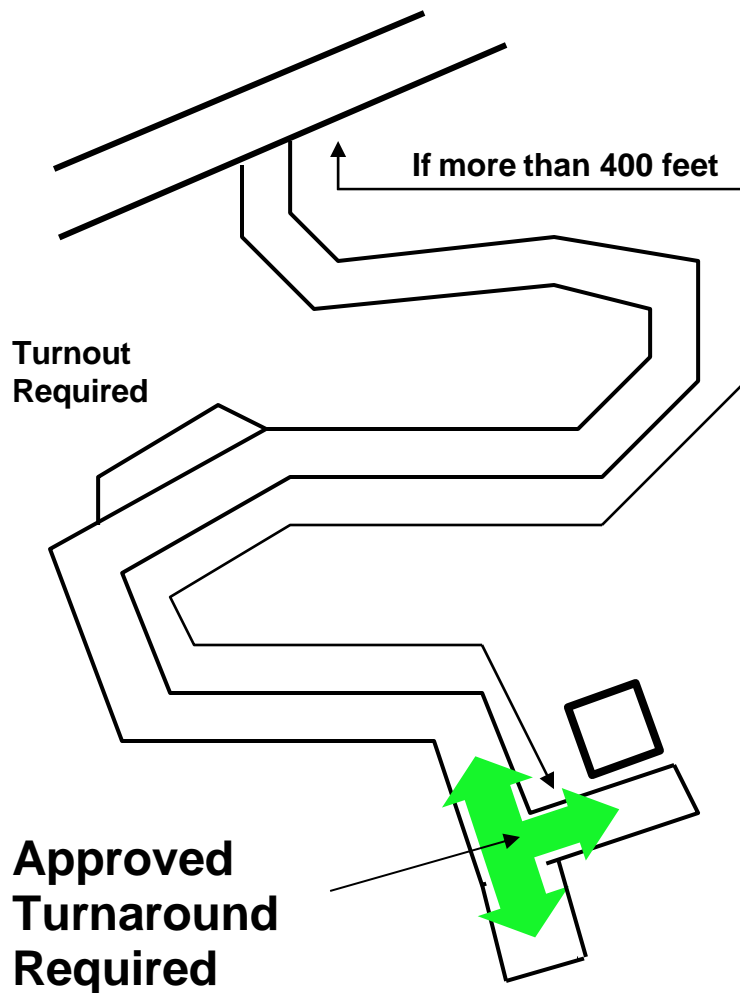 If more than 400 feet
Turnout
Required
Approved
Turnaround
Required